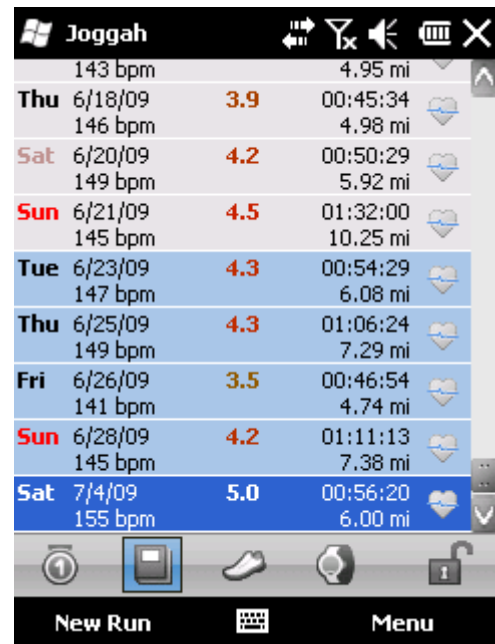 Joggah
143 bpm 4.95 mi
Thu 6/18/09 3.9 00:45:34
146 bpm 4.98 mi
Sat 6/20/09 4.2 00:50:29
149 bpm 5.92 mi
Sun 6/21/09 4.5 01:32:00
145 bpm 10.25 mi
Tue 6/23/09 4.3 00:54:29
147 bpm 6.08 mi
Thu 6/25/09 4.3 01:06:24
149 bpm 7.29 mi
Fri 6/26/09 3.5 00:46:54
141 bpm 4.74 mi
Sun 6/28/09 4.2 01:11:13
145 bpm 7.38 mi
Sat 7/4/09 5.0 00:56:20
155 bpm 6.00 mi
1 1
New Run Menu